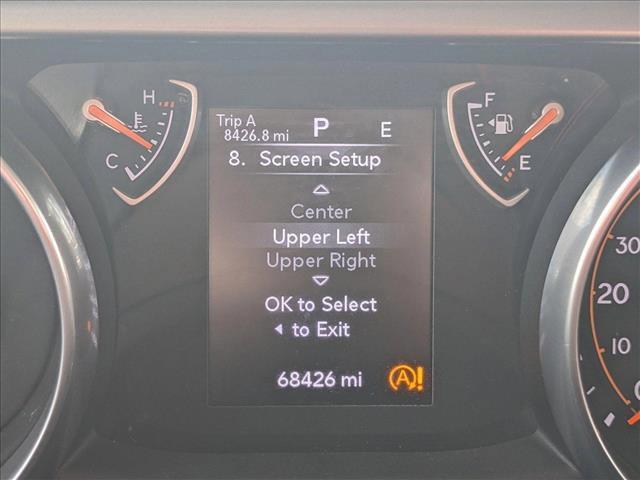 H
C
Trip A
8426.8 mi
P
E
8. Screen Setup
Center
Upper Left
Upper Right
OK to Select
◂ to Exit
68426 mi
A!
F
E
30
20
10
0